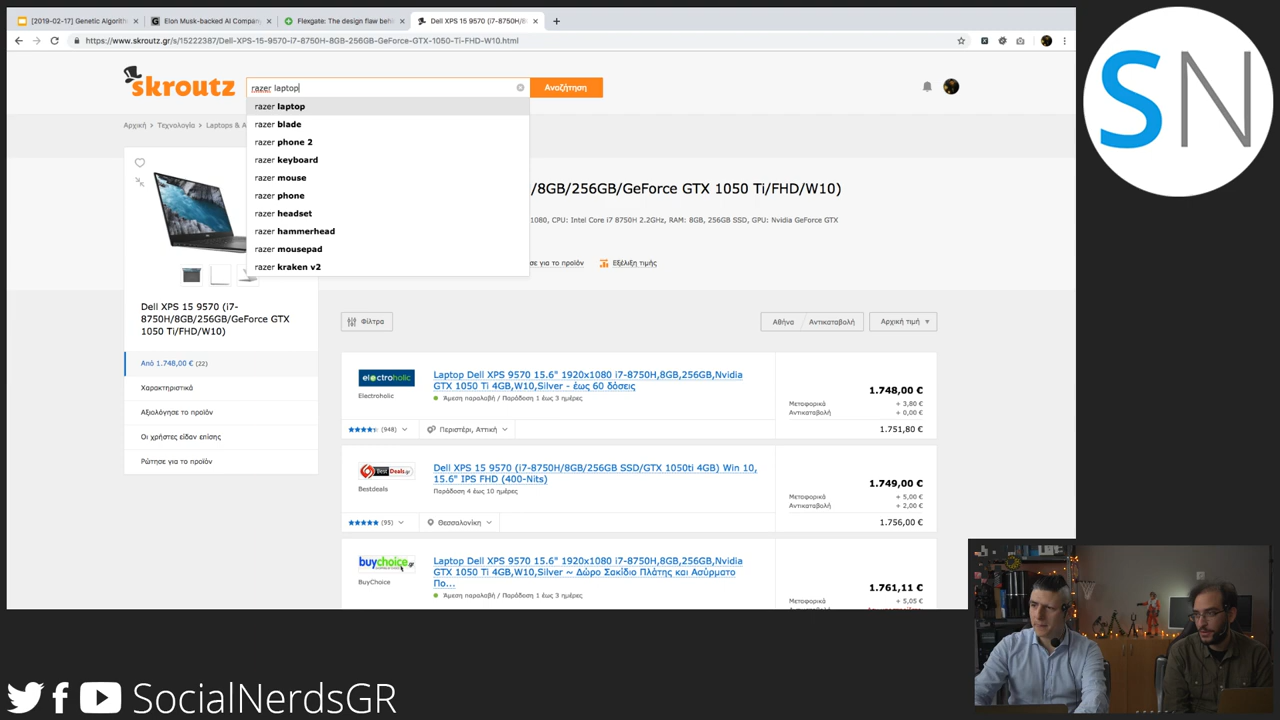 [2019-02-17] Genetic Algorith
Elon Musk-backed AI Company
Flexgate: The design flaw behi
Dell XPS 15 9570 (i7-8750H/8
https://www.skroutz.gr/s/15222387/Dell-XPS-15-9570-i7-8750H-8GB-256GB-GeForce-GTX-1050-Ti-FHD-W10.html
SN
skroutz
razer laptop
Αναζήτηση
razer laptop
razer blade
razer phone 2
razer keyboard
razer mouse
razer phone
razer headset
razer hammerhead
razer mousepad
razer kraken v2
Αρχική > Τεχνολογία > Laptops & Α
/8GB/256GB/GeForce GTX 1050 Ti/FHD/W10)
1080, CPU: Intel Core i7 8750H 2.2GHz, RAM: 8GB, 256GB SSD, GPU: Nvidia GeForce GTX
σε για το προϊόν
Εξέλιξη τιμής
Dell XPS 15 9570 (i7-
8750H/8GB/256GB/GeForce GTX
1050 Ti/FHD/W10)
Από 1.748,00 € (22)
Χαρακτηριστικά
Αξιολόγησε το προϊόν
Οι χρήστες είδαν επίσης
Ρώτησε για το προϊόν
Φίλτρα
Αθήνα / Αντικαταβολή
Αρχική τιμή
electroholic
Electroholic
Laptop Dell XPS 9570 15.6" 1920x1080 i7-8750H,8GB,256GB,Nvidia
GTX 1050 Ti 4GB,W10,Silver - έως 60 δόσεις
Άμεση παραλαβή / Παράδοση 1 έως 3 ημέρες
1.748,00 €
Μεταφορικά + 3,80 €
Αντικαταβολή + 0,00 €
(948)
Περιστέρι, Αττική
1.751,80 €
Best Deals.gr
Bestdeals
Dell XPS 15 9570 (i7-8750H/8GB/256GB SSD/GTX 1050ti 4GB) Win 10,
15.6" IPS FHD (400-Nits)
Παράδοση 4 έως 10 ημέρες
1.749,00 €
Μεταφορικά + 5,00 €
Αντικαταβολή + 2,00 €
(95)
Θεσσαλονίκη
1.756,00 €
buychoice.gr
BuyChoice
Laptop Dell XPS 9570 15.6" 1920x1080 i7-8750H,8GB,256GB,Nvidia
GTX 1050 Ti 4GB,W10,Silver ~ Δώρο Σακίδιο Πλάτης και Ασύρματο
Πο...
Άμεση παραλαβή / Παράδοση 1 έως 3 ημέρες
1.761,11 €
Μεταφορικά + 5,05 €
SocialNerdsGR